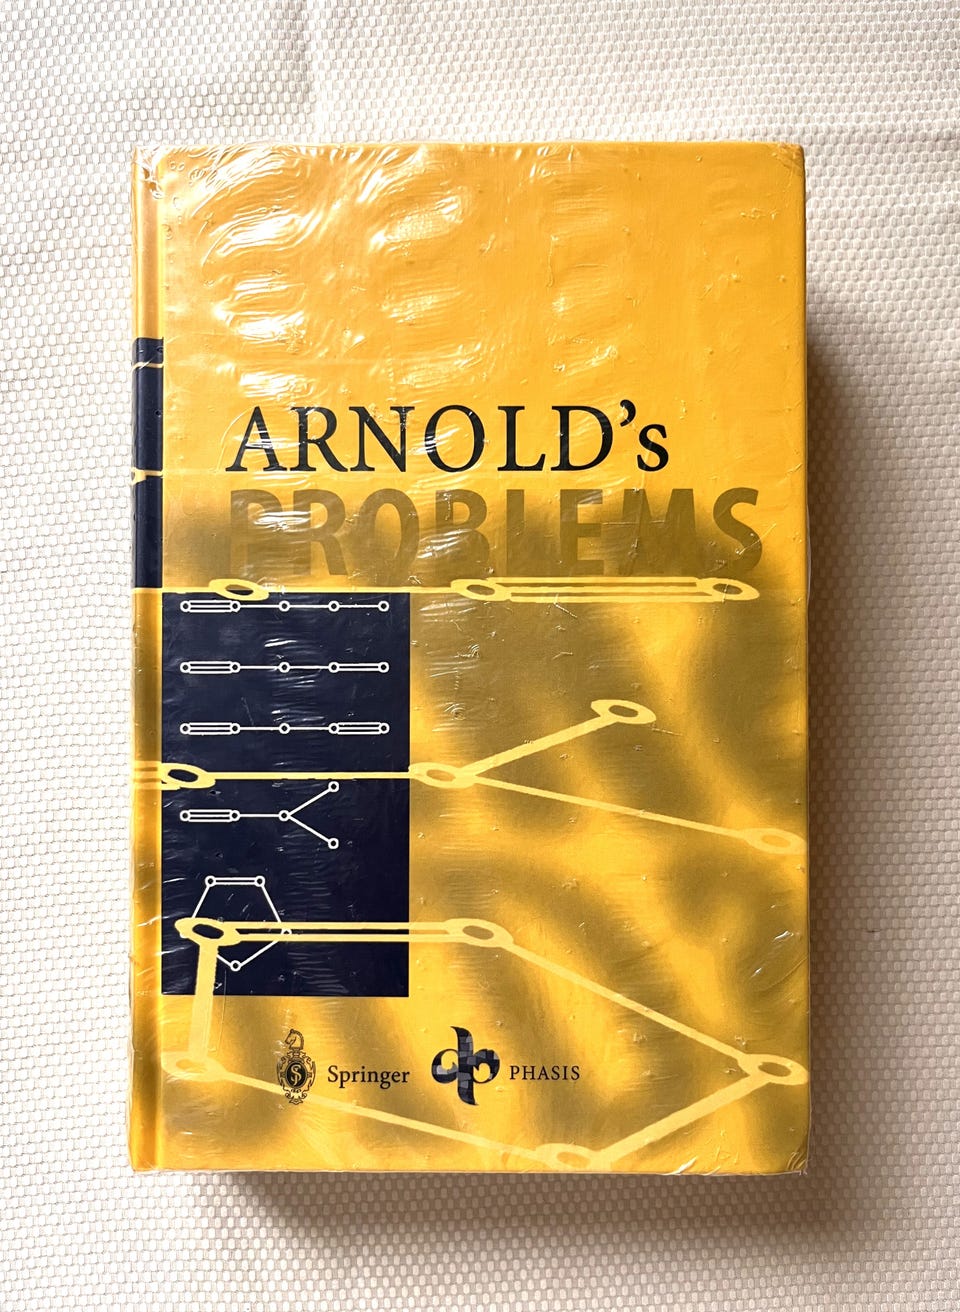 ARNOLD's
PROBLEMS
Springer
PHASIS